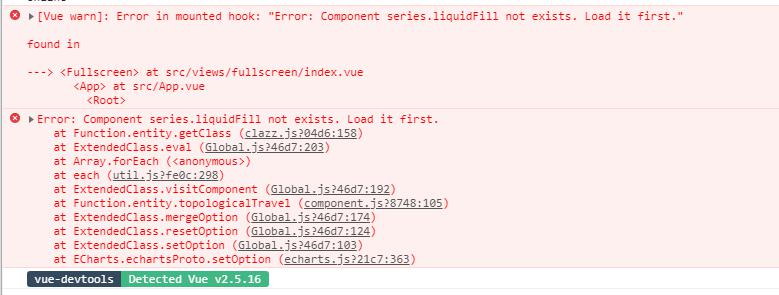 [Vue warn]: Error in mounted hook: "Error: Component series.liquidFill not exists. Load it first."
found in
---> <Fullscreen> at src/views/fullscreen/index.vue
<App> at src/App.vue
<Root>
Error: Component series.liquidFill not exists. Load it first.
at Function.entity.getClass (clazz.js?04d6:158)
at ExtendedClass.eval (Global.js?46d7:203)
at Array.forEach (<anonymous>)
at each (util.js?fe0c:298)
at ExtendedClass.visitComponent (Global.js?46d7:192)
at Function.entity.topologicalTravel (component.js?8748:105)
at ExtendedClass.mergeOption (Global.js?46d7:174)
at ExtendedClass.resetOption (Global.js?46d7:124)
at ExtendedClass.setOption (Global.js?46d7:103)
at ECharts.echartsProto.setOption (echarts.js?21c7:363)
vue-devtools Detected Vue v2.5.16